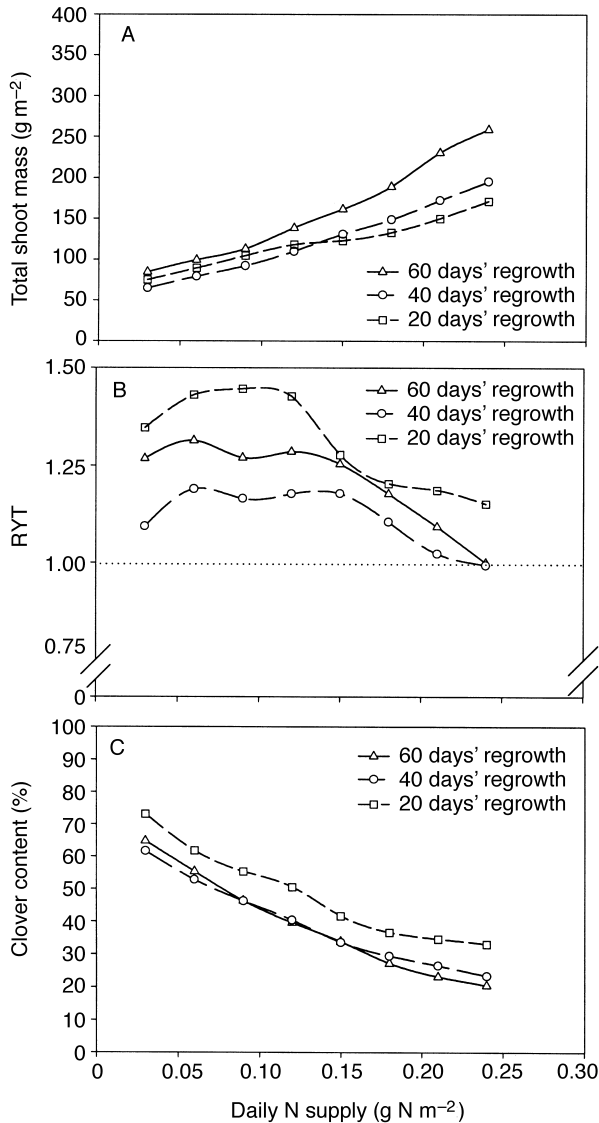 400
A
350
300
250
200
150
100
50
0
Total shoot mass (g m–2)
60 days’ regrowth
40 days’ regrowth
20 days’ regrowth
1.50
B
1.25
1.00
0.75
0
RYT
60 days’ regrowth
40 days’ regrowth
20 days’ regrowth
100
C
90
80
70
60
50
40
30
20
10
0
Clover content (%)
60 days’ regrowth
40 days’ regrowth
20 days’ regrowth
0 0.05 0.10 0.15 0.20 0.25 0.30
Daily N supply (g N m–2)